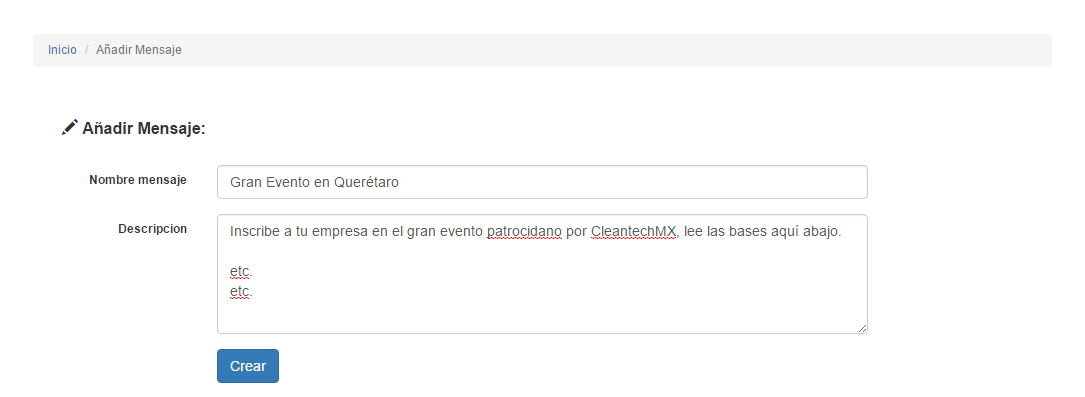 Inicio / Añadir Mensaje
Añadir Mensaje:
Nombre mensaje
Gran Evento en Querétaro
Descripcion
Inscribe a tu empresa en el gran evento patrocidano por CleantechMX, lee las bases aquí abajo.
etc.
etc.
Crear